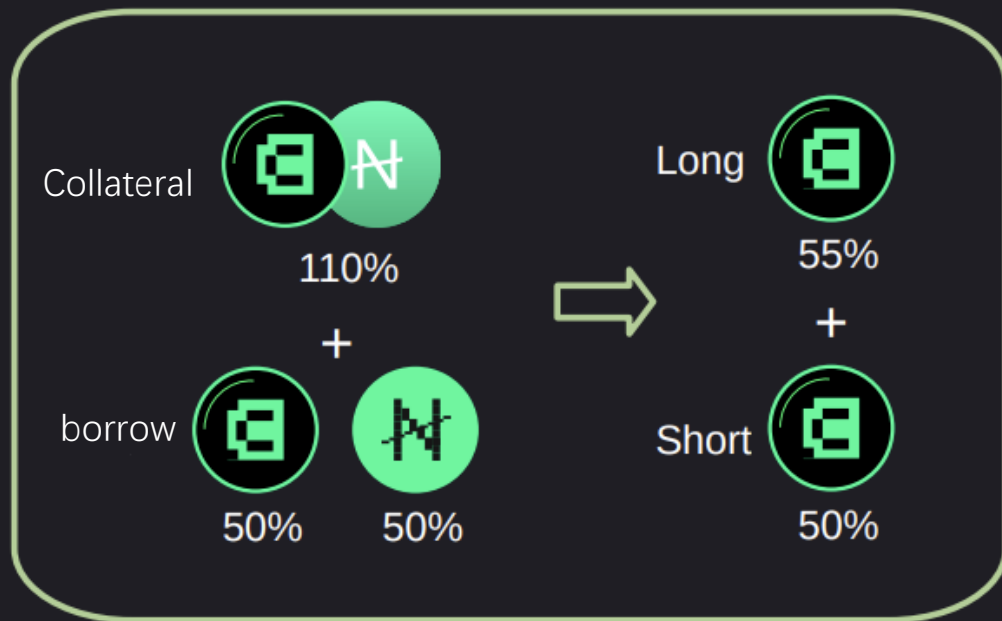 Collateral
110%
+
borrow
50% 50%
Long
55%
+
Short
50%